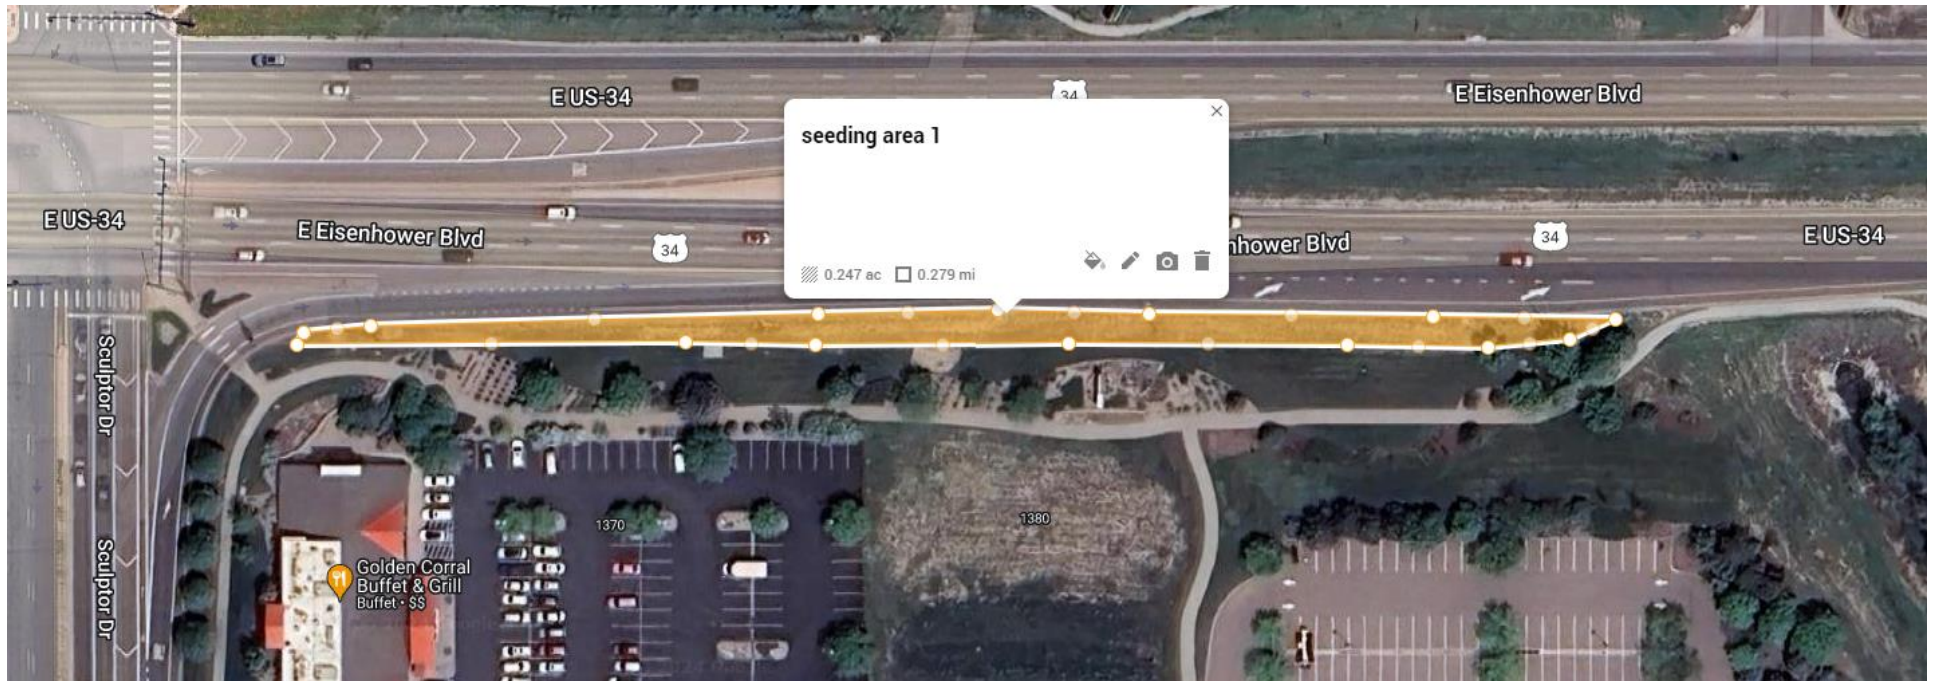 E US-34
34
E Eisenhower Blvd
seeding area 1
E US-34
E Eisenhower Blvd
34
nhower Blvd
34
E US-34
0.247 ac
0.279 mi
Sculptor Dr
1370
1380
Golden Corral
Buffet & Grill
Buffet • $$
Sculptor Dr